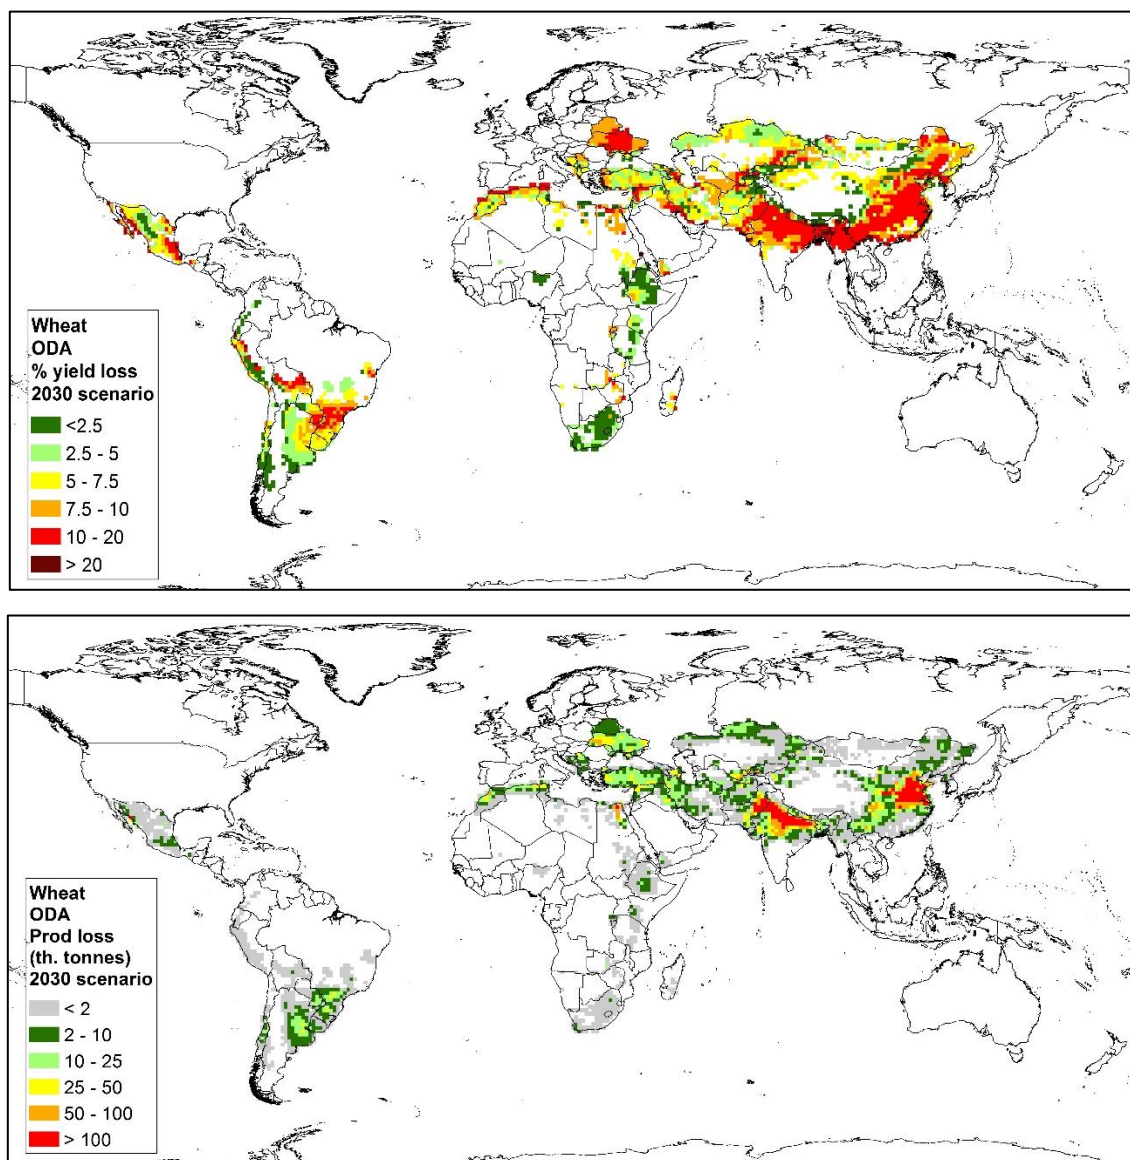 Wheat
ODA
% yield loss
2030 scenario
<2.5
2.5 - 5
5 - 7.5
7.5 - 10
10 - 20
> 20
Wheat
ODA
Prod loss
(th. tonnes)
2030 scenario
< 2
2 - 10
10 - 25
25 - 50
50 - 100
> 100